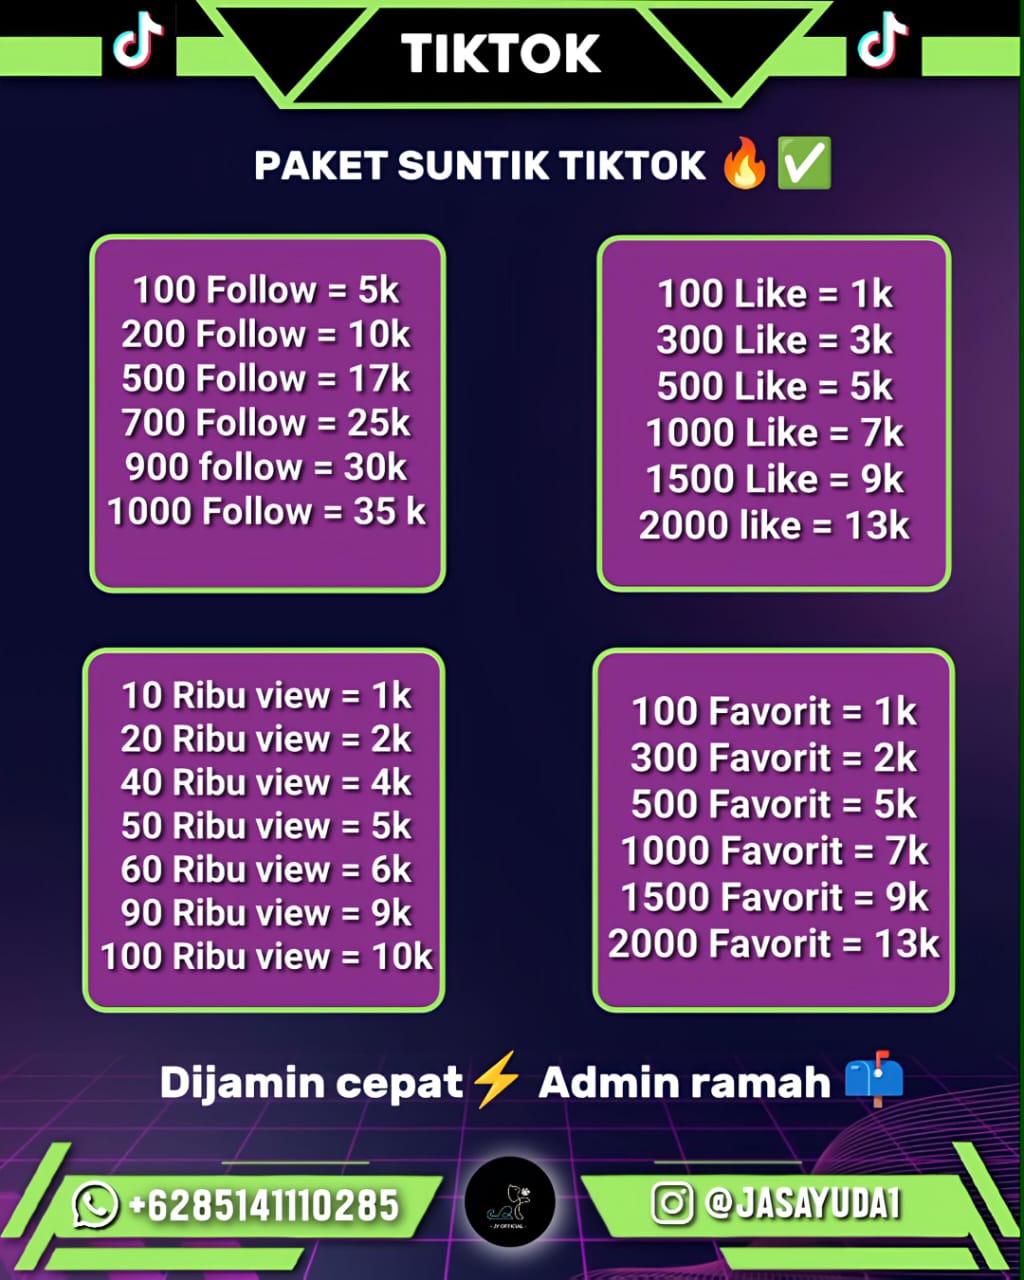 TIKTOK
PAKET SUNTIK TIKTOK 🔥✅
100 Follow = 5k
200 Follow = 10k
500 Follow = 17k
700 Follow = 25k
900 follow = 30k
1000 Follow = 35 k
100 Like = 1k
300 Like = 3k
500 Like = 5k
1000 Like = 7k
1500 Like = 9k
2000 like = 13k
10 Ribu view = 1k
20 Ribu view = 2k
40 Ribu view = 4k
50 Ribu view = 5k
60 Ribu view = 6k
90 Ribu view = 9k
100 Ribu view = 10k
100 Favorit = 1k
300 Favorit = 2k
500 Favorit = 5k
1000 Favorit = 7k
1500 Favorit = 9k
2000 Favorit = 13k
Dijamin cepat⚡ Admin ramah 📫
+6285141110285
- JY OFFICIAL -
@JASAYUDA1